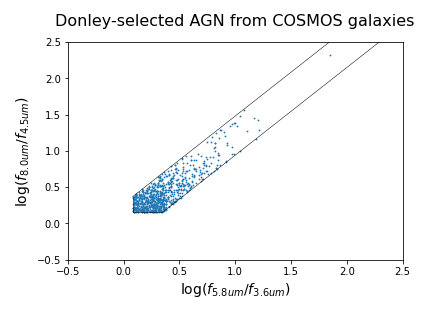 Donley-selected AGN from COSMOS galaxies
2.5
2.0
1.5
1.0
0.5
0.0
−0.5
log(f8.0um/f4.5um)
−0.5 0.0 0.5 1.0 1.5 2.0 2.5
log(f5.8um/f3.6um)